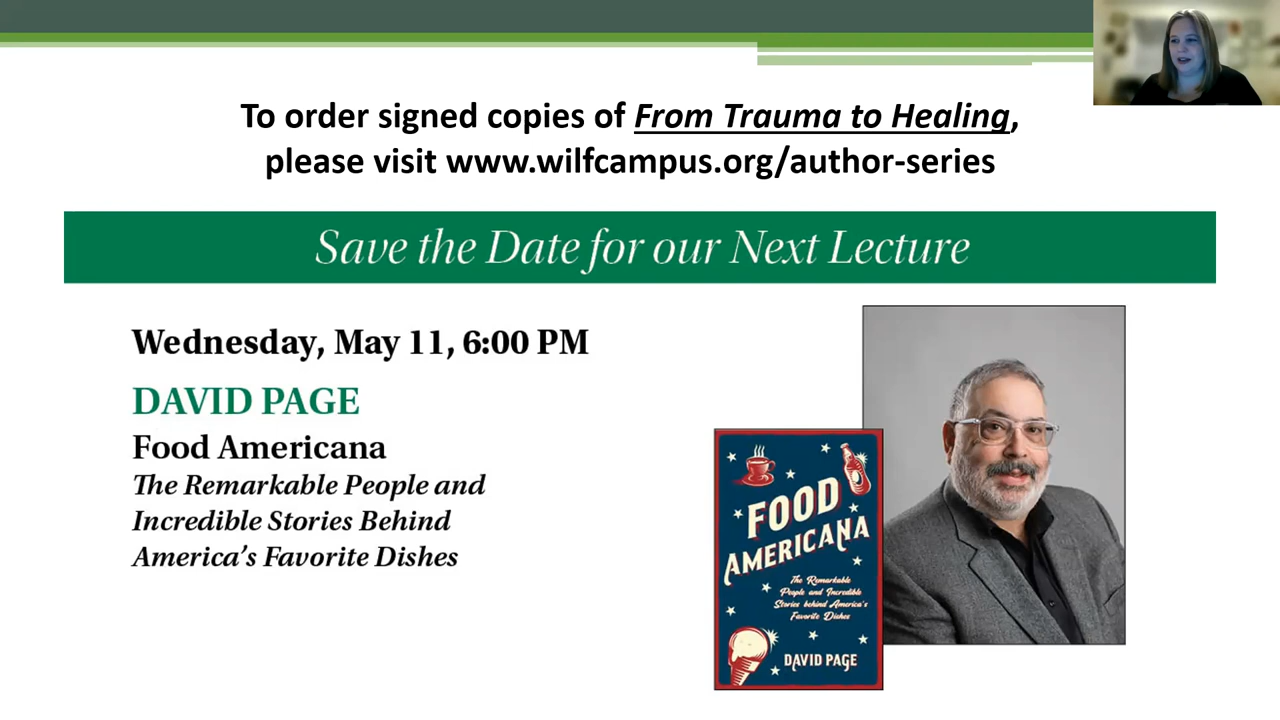 To order signed copies of From Trauma to Healing,
please visit www.wilfcampus.org/author-series
Save the Date for our Next Lecture
Wednesday, May 11, 6:00 PM
DAVID PAGE
Food Americana
The Remarkable People and
Incredible Stories Behind
America's Favorite Dishes
FOOD
AMERICANA
The Remarkable
People and Incredible
Stories behind America's
Favorite Dishes
DAVID PAGE